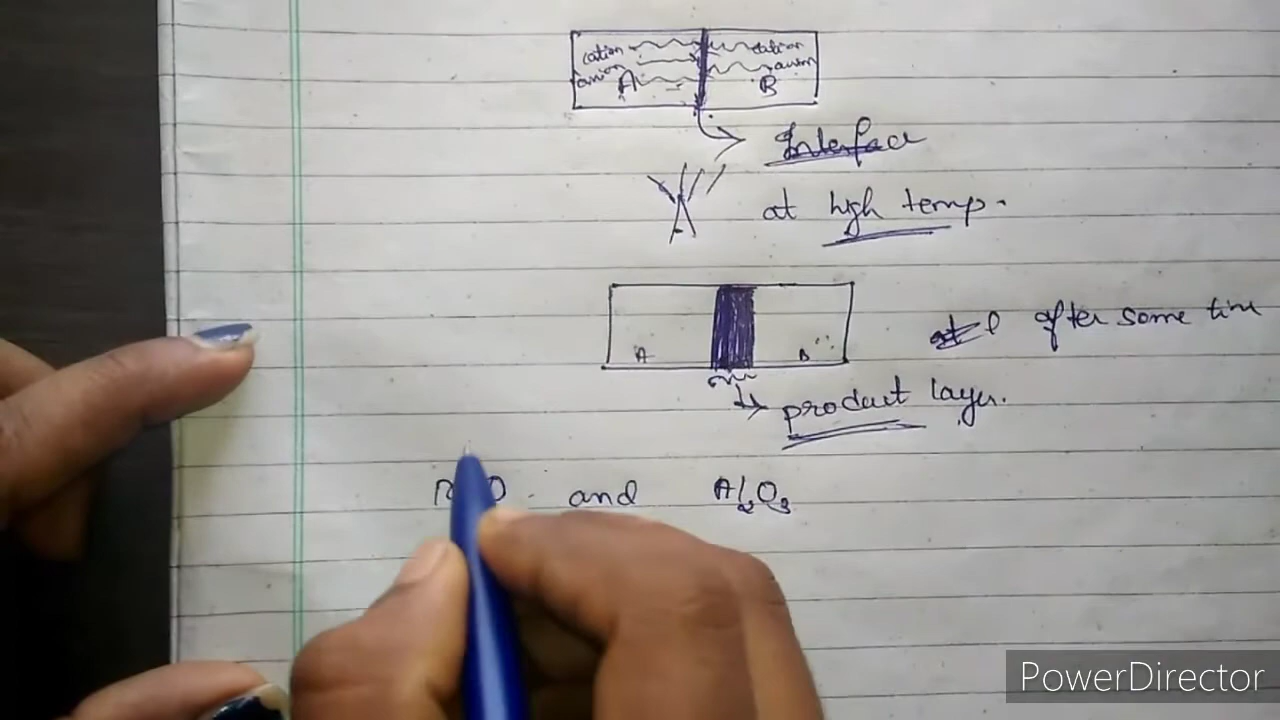 cation cation
anion anion
A B
Interface
at high temp.
A B
after some time
product layer.
and Al2O3
PowerDirector